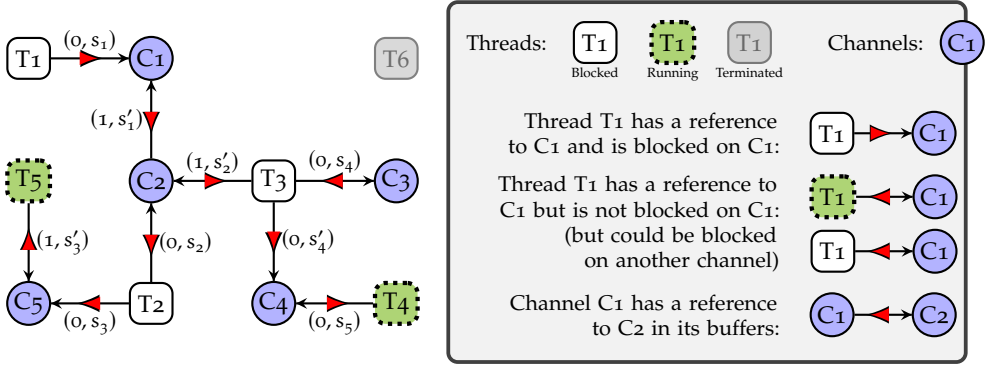 T1
(0, s₁)
C1
T6
(1, s′₁)
T5
C2
(1, s′₂)
T3
(0, s₄)
C3
(1, s′₃)
(0, s₂)
(0, s′₄)
C5
(0, s₃)
T2
C4
(0, s₅)
T4
Threads:
T1
Blocked
T1
Running
T1
Terminated
Channels:
C1
Thread T1 has a reference
to C1 and is blocked on C1:
T1
C1
Thread T1 has a reference to
C1 but is not blocked on C1:
(but could be blocked
on another channel)
T1
C1
T1
C1
Channel C1 has a reference
to C2 in its buffers:
C1
C2